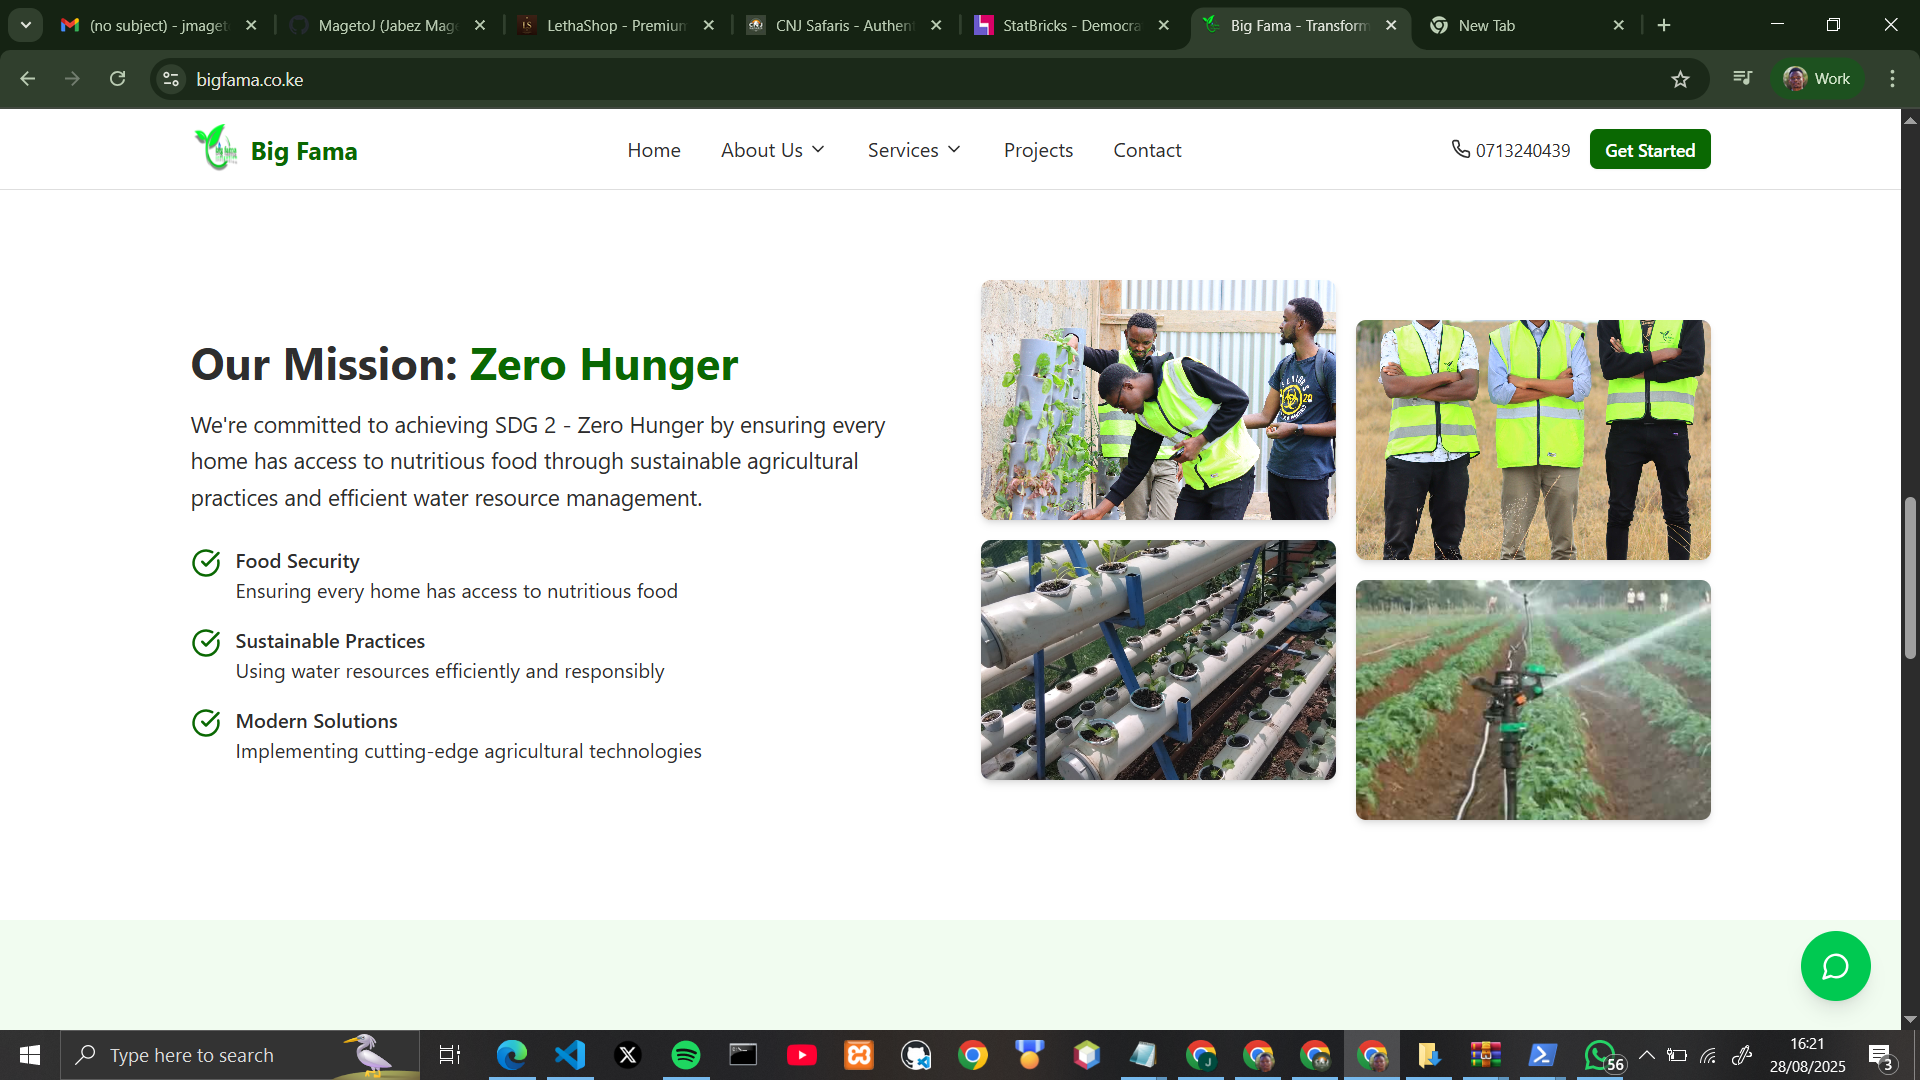 (no subject) - jmaget
MagetoJ (Jabez Mag
LethaShop - Premium
CNJ Safaris - Authent
StatBricks - Democra
Big Fama - Transform
New Tab
bigfama.co.ke
Work
Big Fama
Home
About Us
Services
Projects
Contact
0713240439
Get Started
Our Mission: Zero Hunger
We're committed to achieving SDG 2 - Zero Hunger by ensuring every
home has access to nutritious food through sustainable agricultural
practices and efficient water resource management.
Food Security
Ensuring every home has access to nutritious food
Sustainable Practices
Using water resources efficiently and responsibly
Modern Solutions
Implementing cutting-edge agricultural technologies
Type here to search
56
16:21
28/08/2025
3